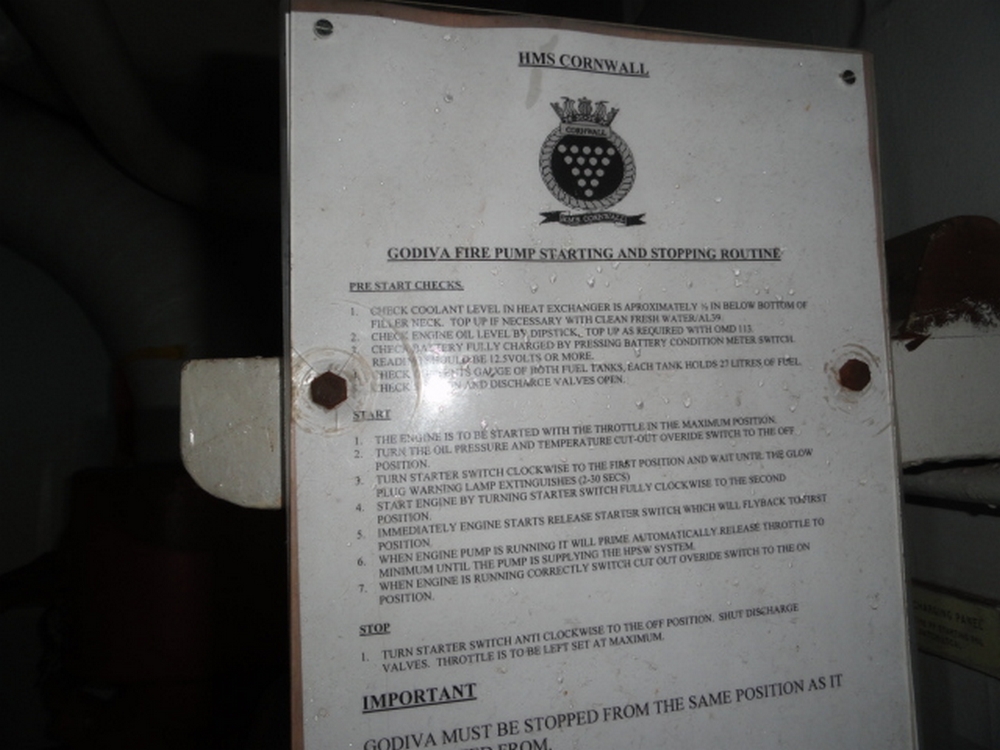 HMS CORNWALL
CORNWALL
HMS CORNWALL
GODIVA FIRE PUMP STARTING AND STOPPING ROUTINE
PRE START CHECKS.
1. CHECK COOLANT LEVEL IN HEAT EXCHANGER IS APROXIMATELY ½ IN BELOW BOTTOM OF
FILLER NECK. TOP UP IF NECESSARY WITH CLEAN FRESH WATER/AL39.
2. CHECK ENGINE OIL LEVEL BY DIPSTICK, TOP UP AS REQUIRED WITH OMD 113.
3. CHECK BATTERY FULLY CHARGED BY PRESSING BATTERY CONDITION METER SWITCH.
SHOULD BE 12.5VOLTS OR MORE.
CHECK GAUGE OF BOTH FUEL TANKS, EACH TANK HOLDS 27 LITRES OF FUEL.
CHECK AND DISCHARGE VALVES OPEN.
START
1. THE ENGINE IS TO BE STARTED WITH THE THROTTLE IN THE MAXIMUM POSITION.
2. TURN THE OIL PRESSURE AND TEMPERATURE CUT-OUT OVERIDE SWITCH TO THE OFF
POSITION.
3. TURN STARTER SWITCH CLOCKWISE TO THE FIRST POSITION AND WAIT UNTIL THE GLOW
PLUG WARNING LAMP EXTINGUISHES (2-30 SECS)
4. START ENGINE BY TURNING STARTER SWITCH FULLY CLOCKWISE TO THE SECOND
POSITION.
5. IMMEDIATELY ENGINE STARTS RELEASE STARTER SWITCH WHICH WILL FLYBACK TO FIRST
POSITION.
6. WHEN ENGINE PUMP IS RUNNING IT WILL PRIME AUTOMATICALLY RELEASE THROTTLE TO
MINIMUM UNTIL THE PUMP IS SUPPLYING THE HPSW SYSTEM.
7. WHEN ENGINE IS RUNNING CORRECTLY SWITCH CUT OUT OVERIDE SWITCH TO THE ON
POSITION.
STOP
1. TURN STARTER SWITCH ANTI CLOCKWISE TO THE OFF POSITION. SHUT DISCHARGE
VALVES. THROTTLE IS TO BE LEFT SET AT MAXIMUM.
IMPORTANT
GODIVA MUST BE STOPPED FROM THE SAME POSITION AS IT
FROM.
CHARGING PANEL